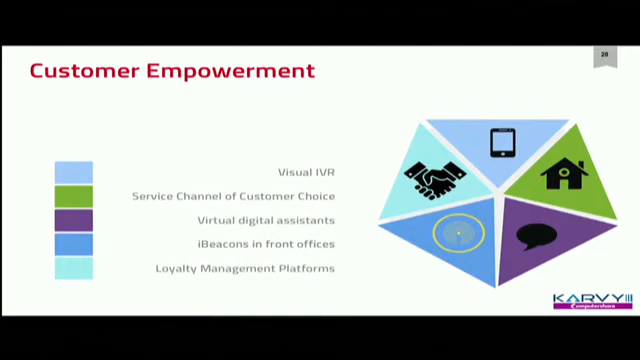 20
Customer Empowerment
Visual IVR
Service Channel of Customer Choice
Virtual digital assistants
iBeacons in front offices
Loyalty Management Platforms
KARVY
Computershare